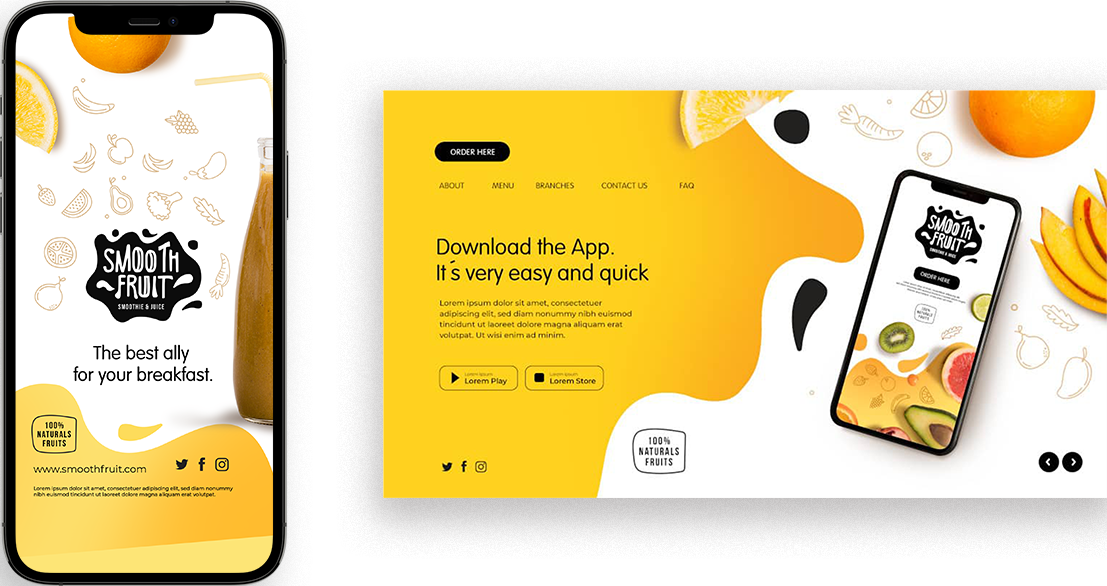 SMOOTH
FRUIT
SMOOTHIE & JUICE
The best ally
for your breakfast.
100%
NATURALS
FRUITS
www.smoothfruit.com
Lorem ipsum dolor sit amet, consectetuer adipiscing elit, sed diam nonummy
nibh euismod tincidunt ut laoreet dolore magna aliquam erat volutpat.
ORDER HERE
ABOUT MENU BRANCHES CONTACT US FAQ
Download the App.
It ́s very easy and quick
Lorem ipsum dolor sit amet, consectetuer
adipiscing elit, sed diam nonummy nibh euismod
tincidunt ut laoreet dolore magna aliquam erat
volutpat. Ut wisi enim ad minim.
Lorem ipsum
Lorem Play
Lorem ipsum
Lorem Store
100%
NATURALS
FRUITS
SMOOTH
FRUIT
SMOOTHIE & JUICE
ORDER HERE
100%
NATURALS
FRUITS